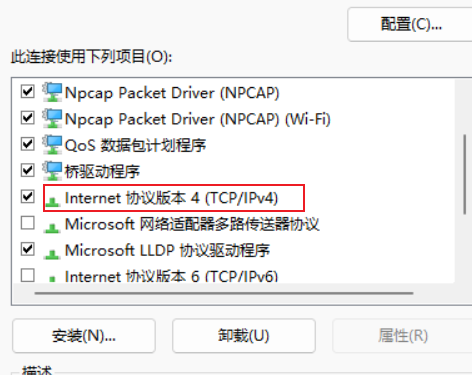 配置(C)...
此连接使用下列项目(O):
Npcap Packet Driver (NPCAP)
Npcap Packet Driver (NPCAP) (Wi-Fi)
QoS 数据包计划程序
桥驱动程序
Internet 协议版本 4 (TCP/IPv4)
Microsoft 网络适配器多路传送器协议
Microsoft LLDP 协议驱动程序
Internet 协议版本 6 (TCP/IPv6)
安装(N)...
卸载(U)
属性(R)
描述